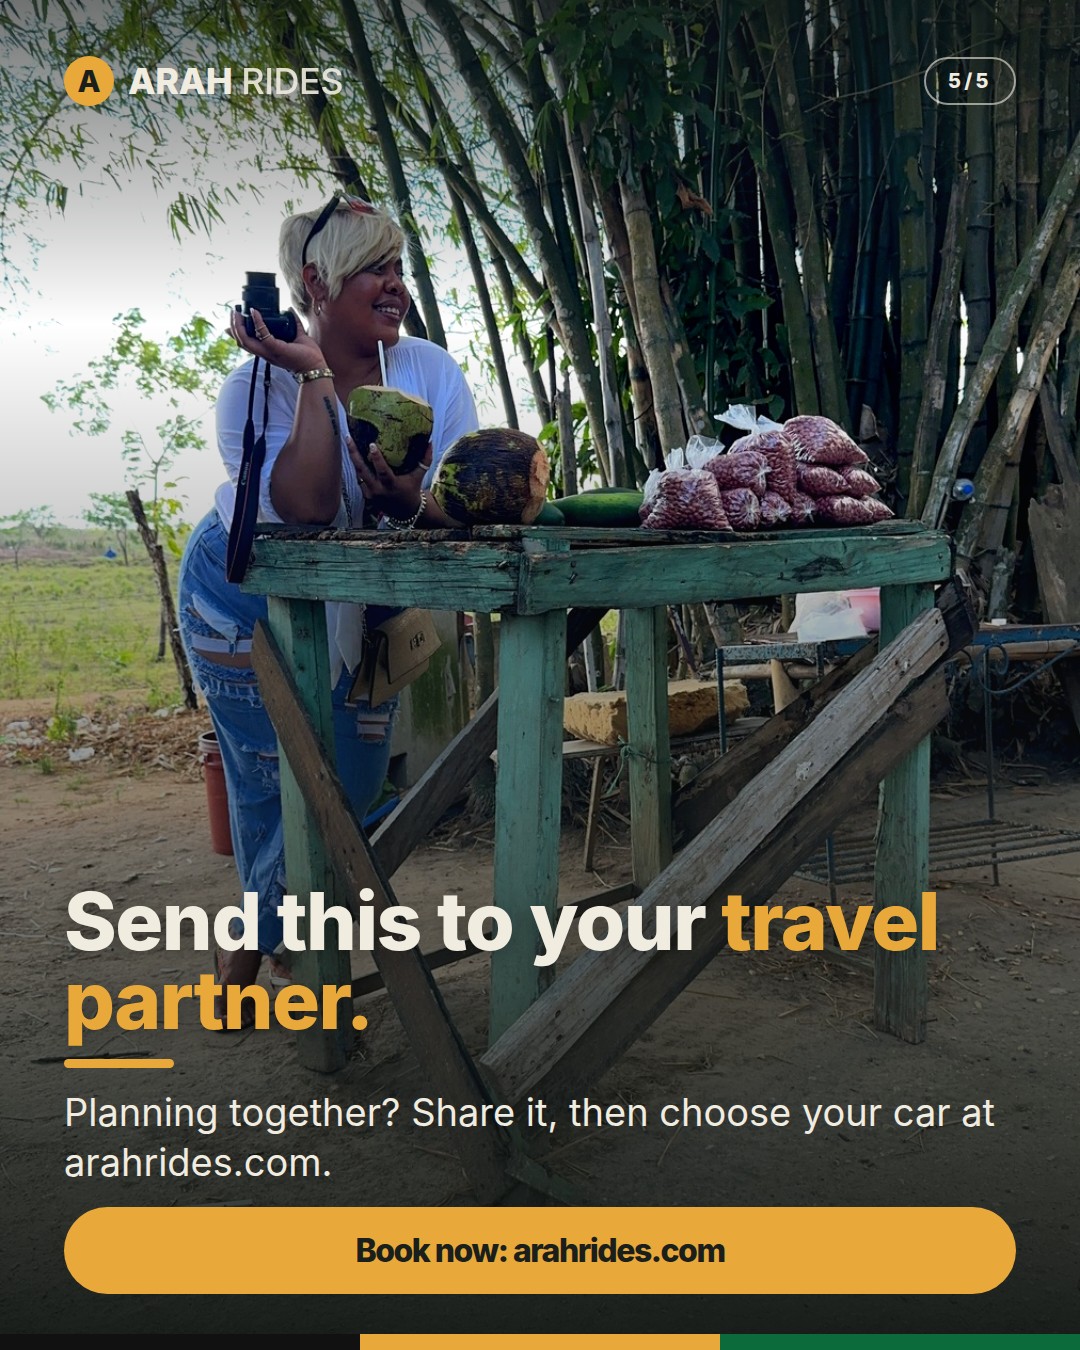 A ARAH RIDES
5/5
Canon
Send this to your travel
partner.
Planning together? Share it, then choose your car at
arahrides.com.
Book now: arahrides.com